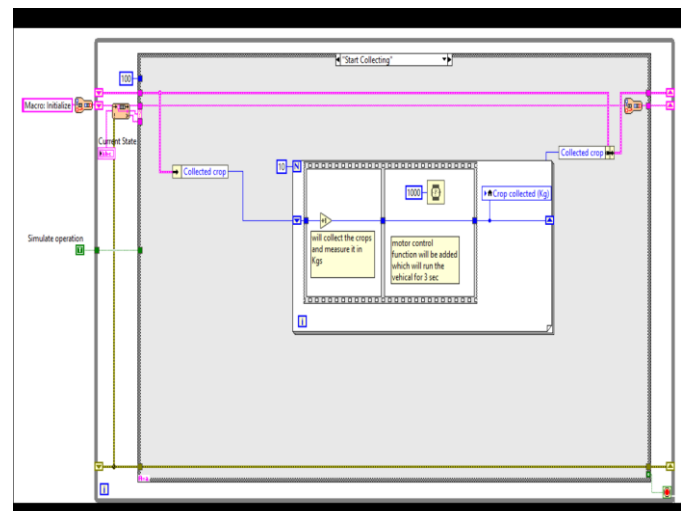 "Start Collecting"
100
Macro: Initialize
Current State
abc
Collected crop
10
N
1000
Collected crop
Crop collected (Kg)
+1
Simulate operation
will collect the crops
and measure it in
Kgs
motor control
function will be added
which will run the
vehical for 3 sec
i
i